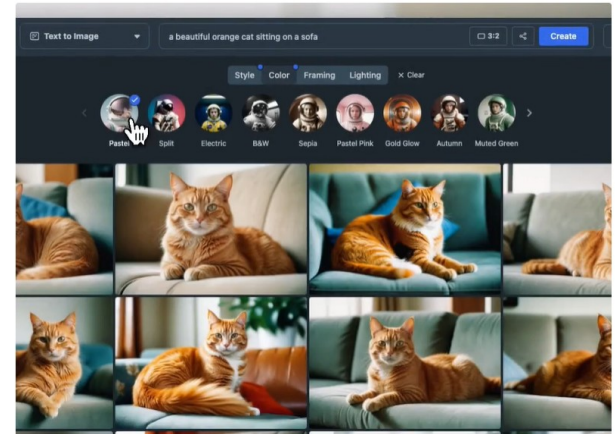 Text to Image
a beautiful orange cat sitting on a sofa
3:2
Create
Style Color Framing Lighting × Clear
Pastel Split Electric B&W Sepia Pastel Pink Gold Glow Autumn Muted Green